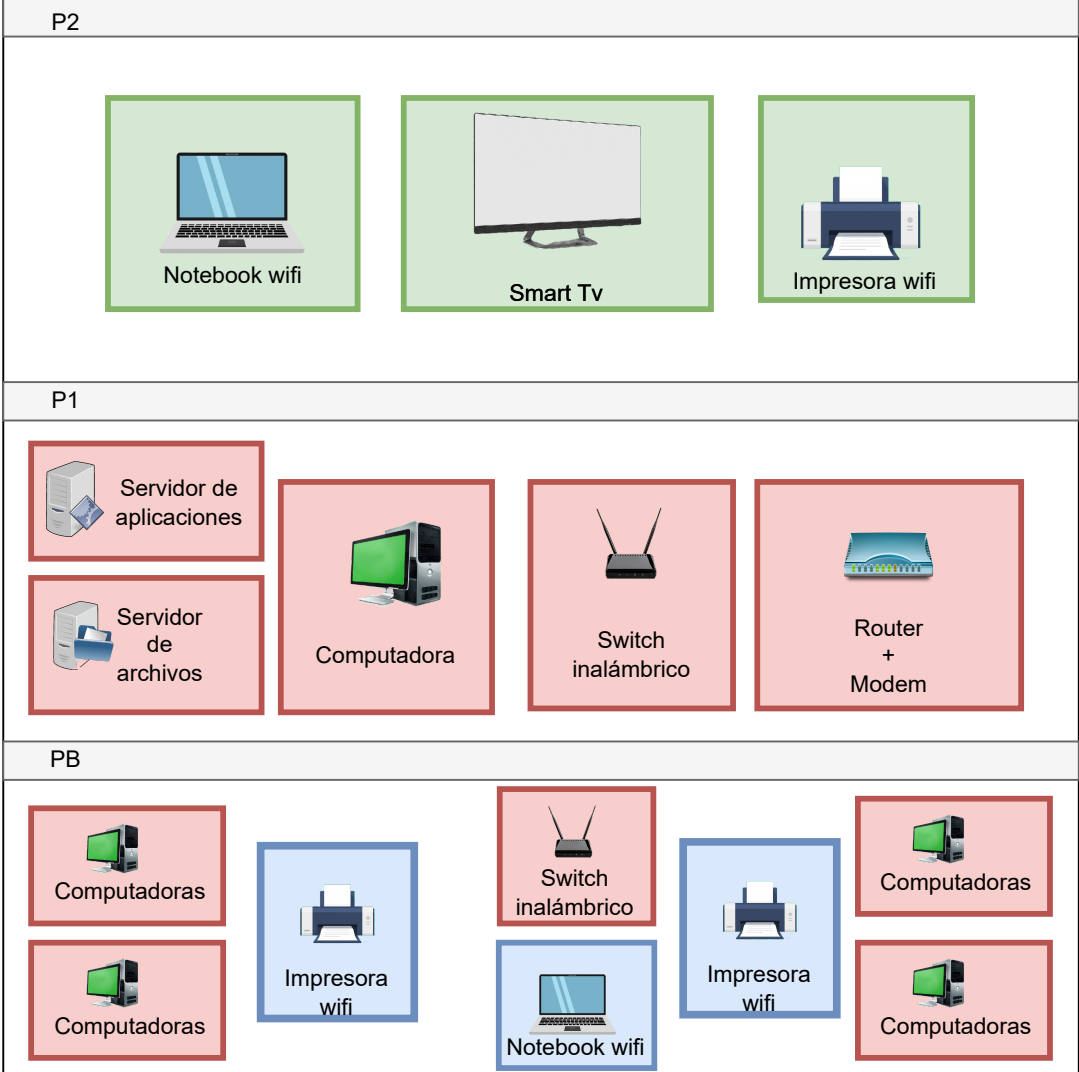 P2
Notebook wifi
Smart Tv
Impresora wifi
P1
Servidor de
aplicaciones
Servidor
de
archivos
Computadora
Switch
inalámbrico
Router
+
Modem
PB
Computadoras
Computadoras
Impresora
wifi
Switch
inalámbrico
Notebook wifi
Impresora
wifi
Computadoras
Computadoras